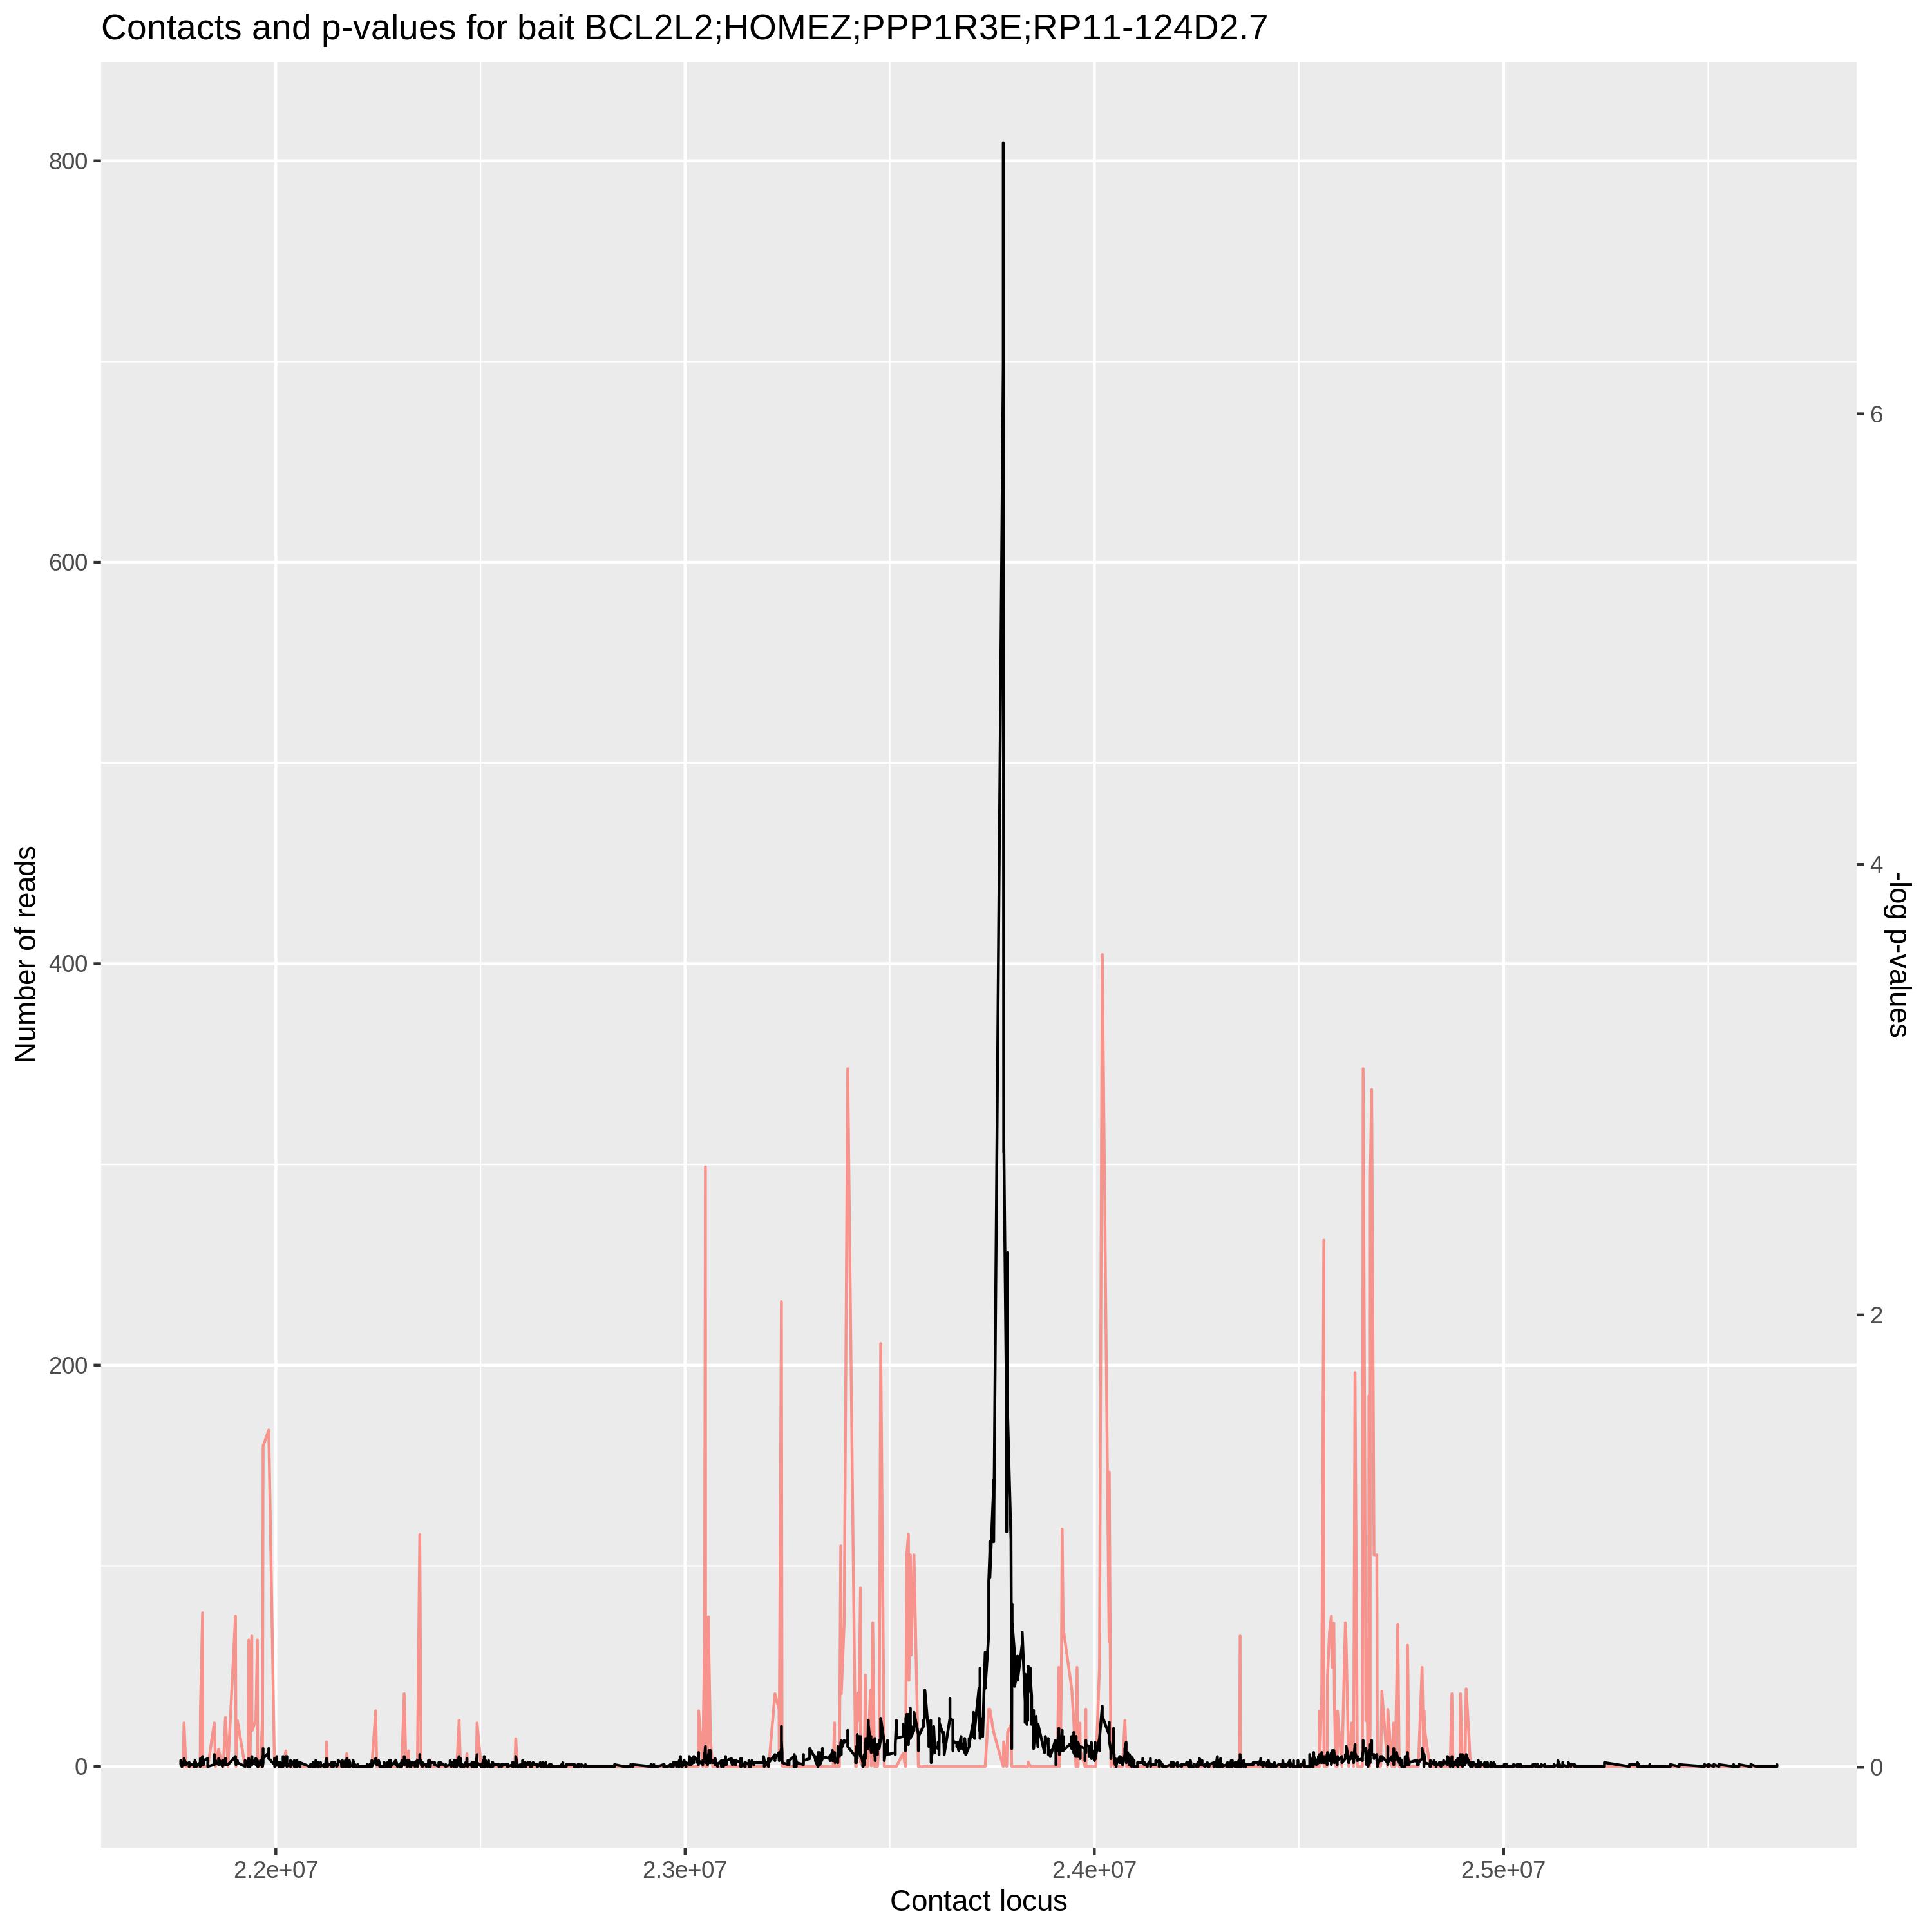 Contacts and p-values for bait BCL2L2;HOMEZ;PPP1R3E;RP11-124D2.7
800
600
400
200
0
Number of reads
6
4
2
0
-log p-values
2.2e+07
2.3e+07
2.4e+07
2.5e+07
Contact locus